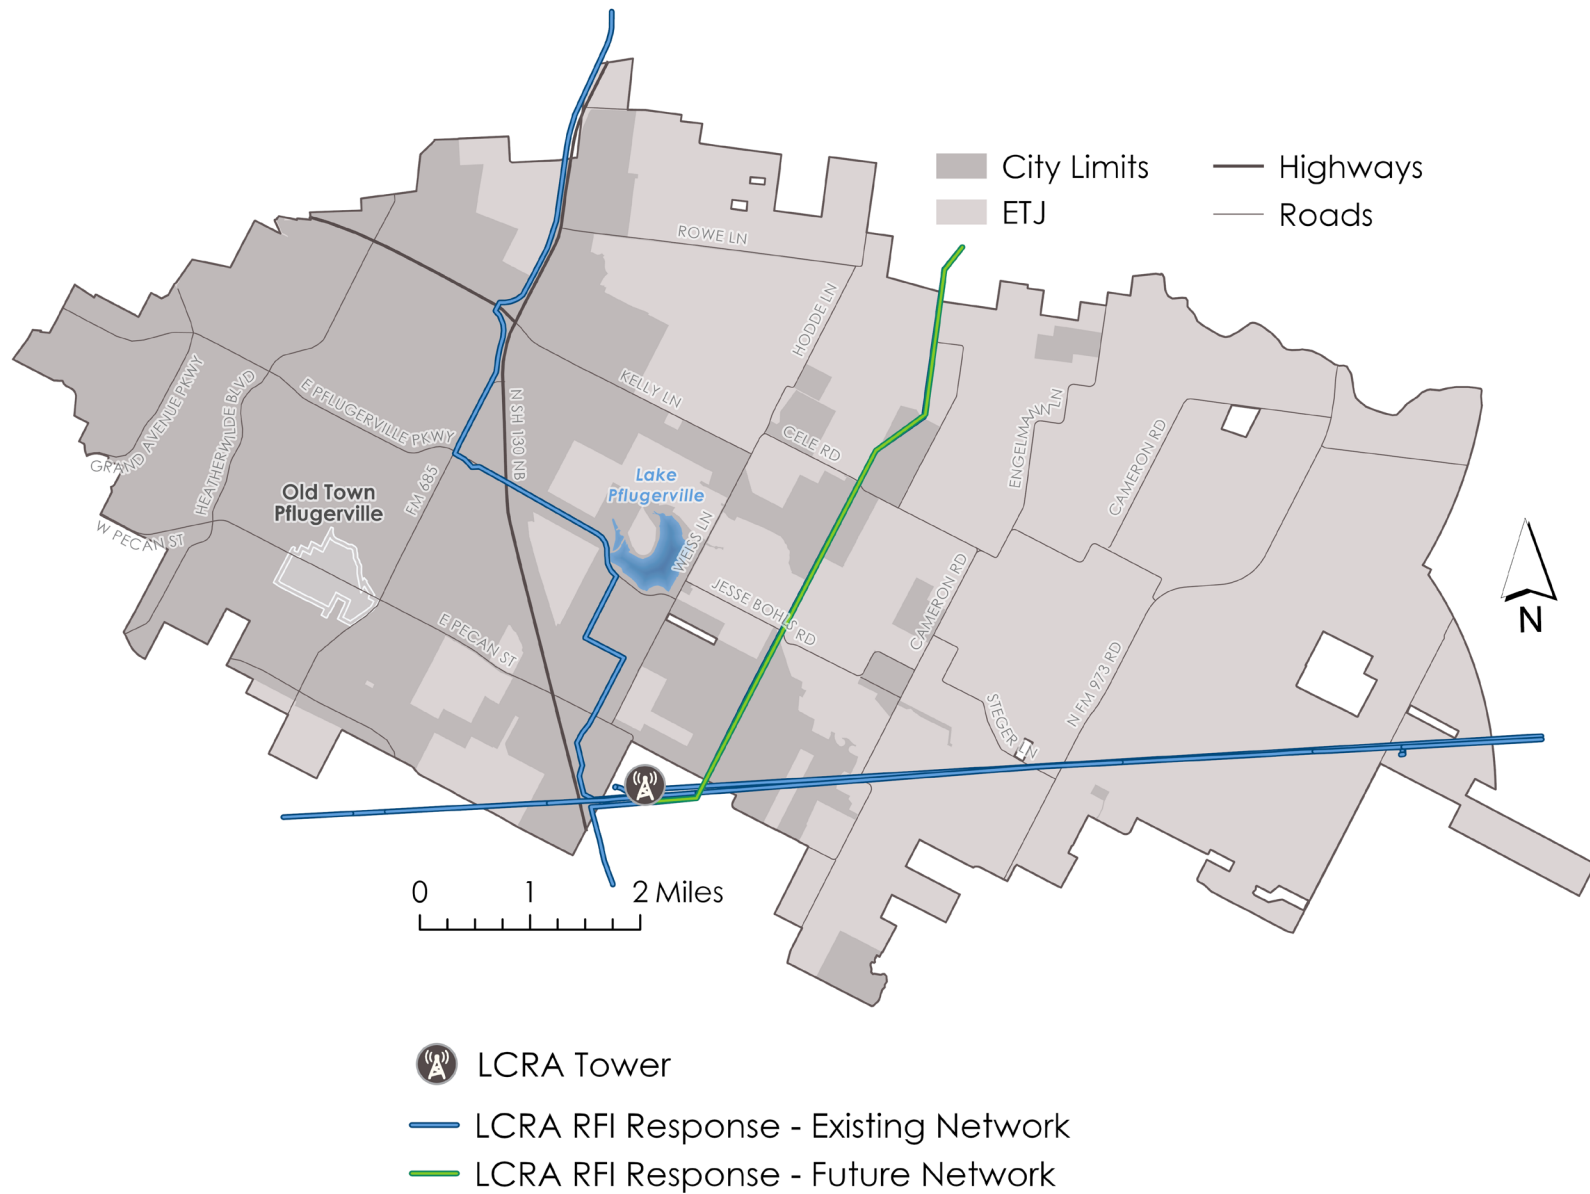 City Limits
Highways
ETJ
Roads
ROWE LN
HODDE LN
KELLY LN
GRAND AVENUE PKWY
HEATHERWILDE BLVD
E PFLUGERVILLE PKWY
N SH 130 NB
CELE RD
ENGELMANN LN
CAMERON RD
FM 685
Lake
Pflugerville
Old Town
Pflugerville
W PECAN ST
WEISS LN
JESSE BOHLS RD
CAMERON RD
E PECAN ST
N FM 973 RD
STEGER LN
N
0 1 2 Miles
LCRA Tower
LCRA RFI Response - Existing Network
LCRA RFI Response - Future Network